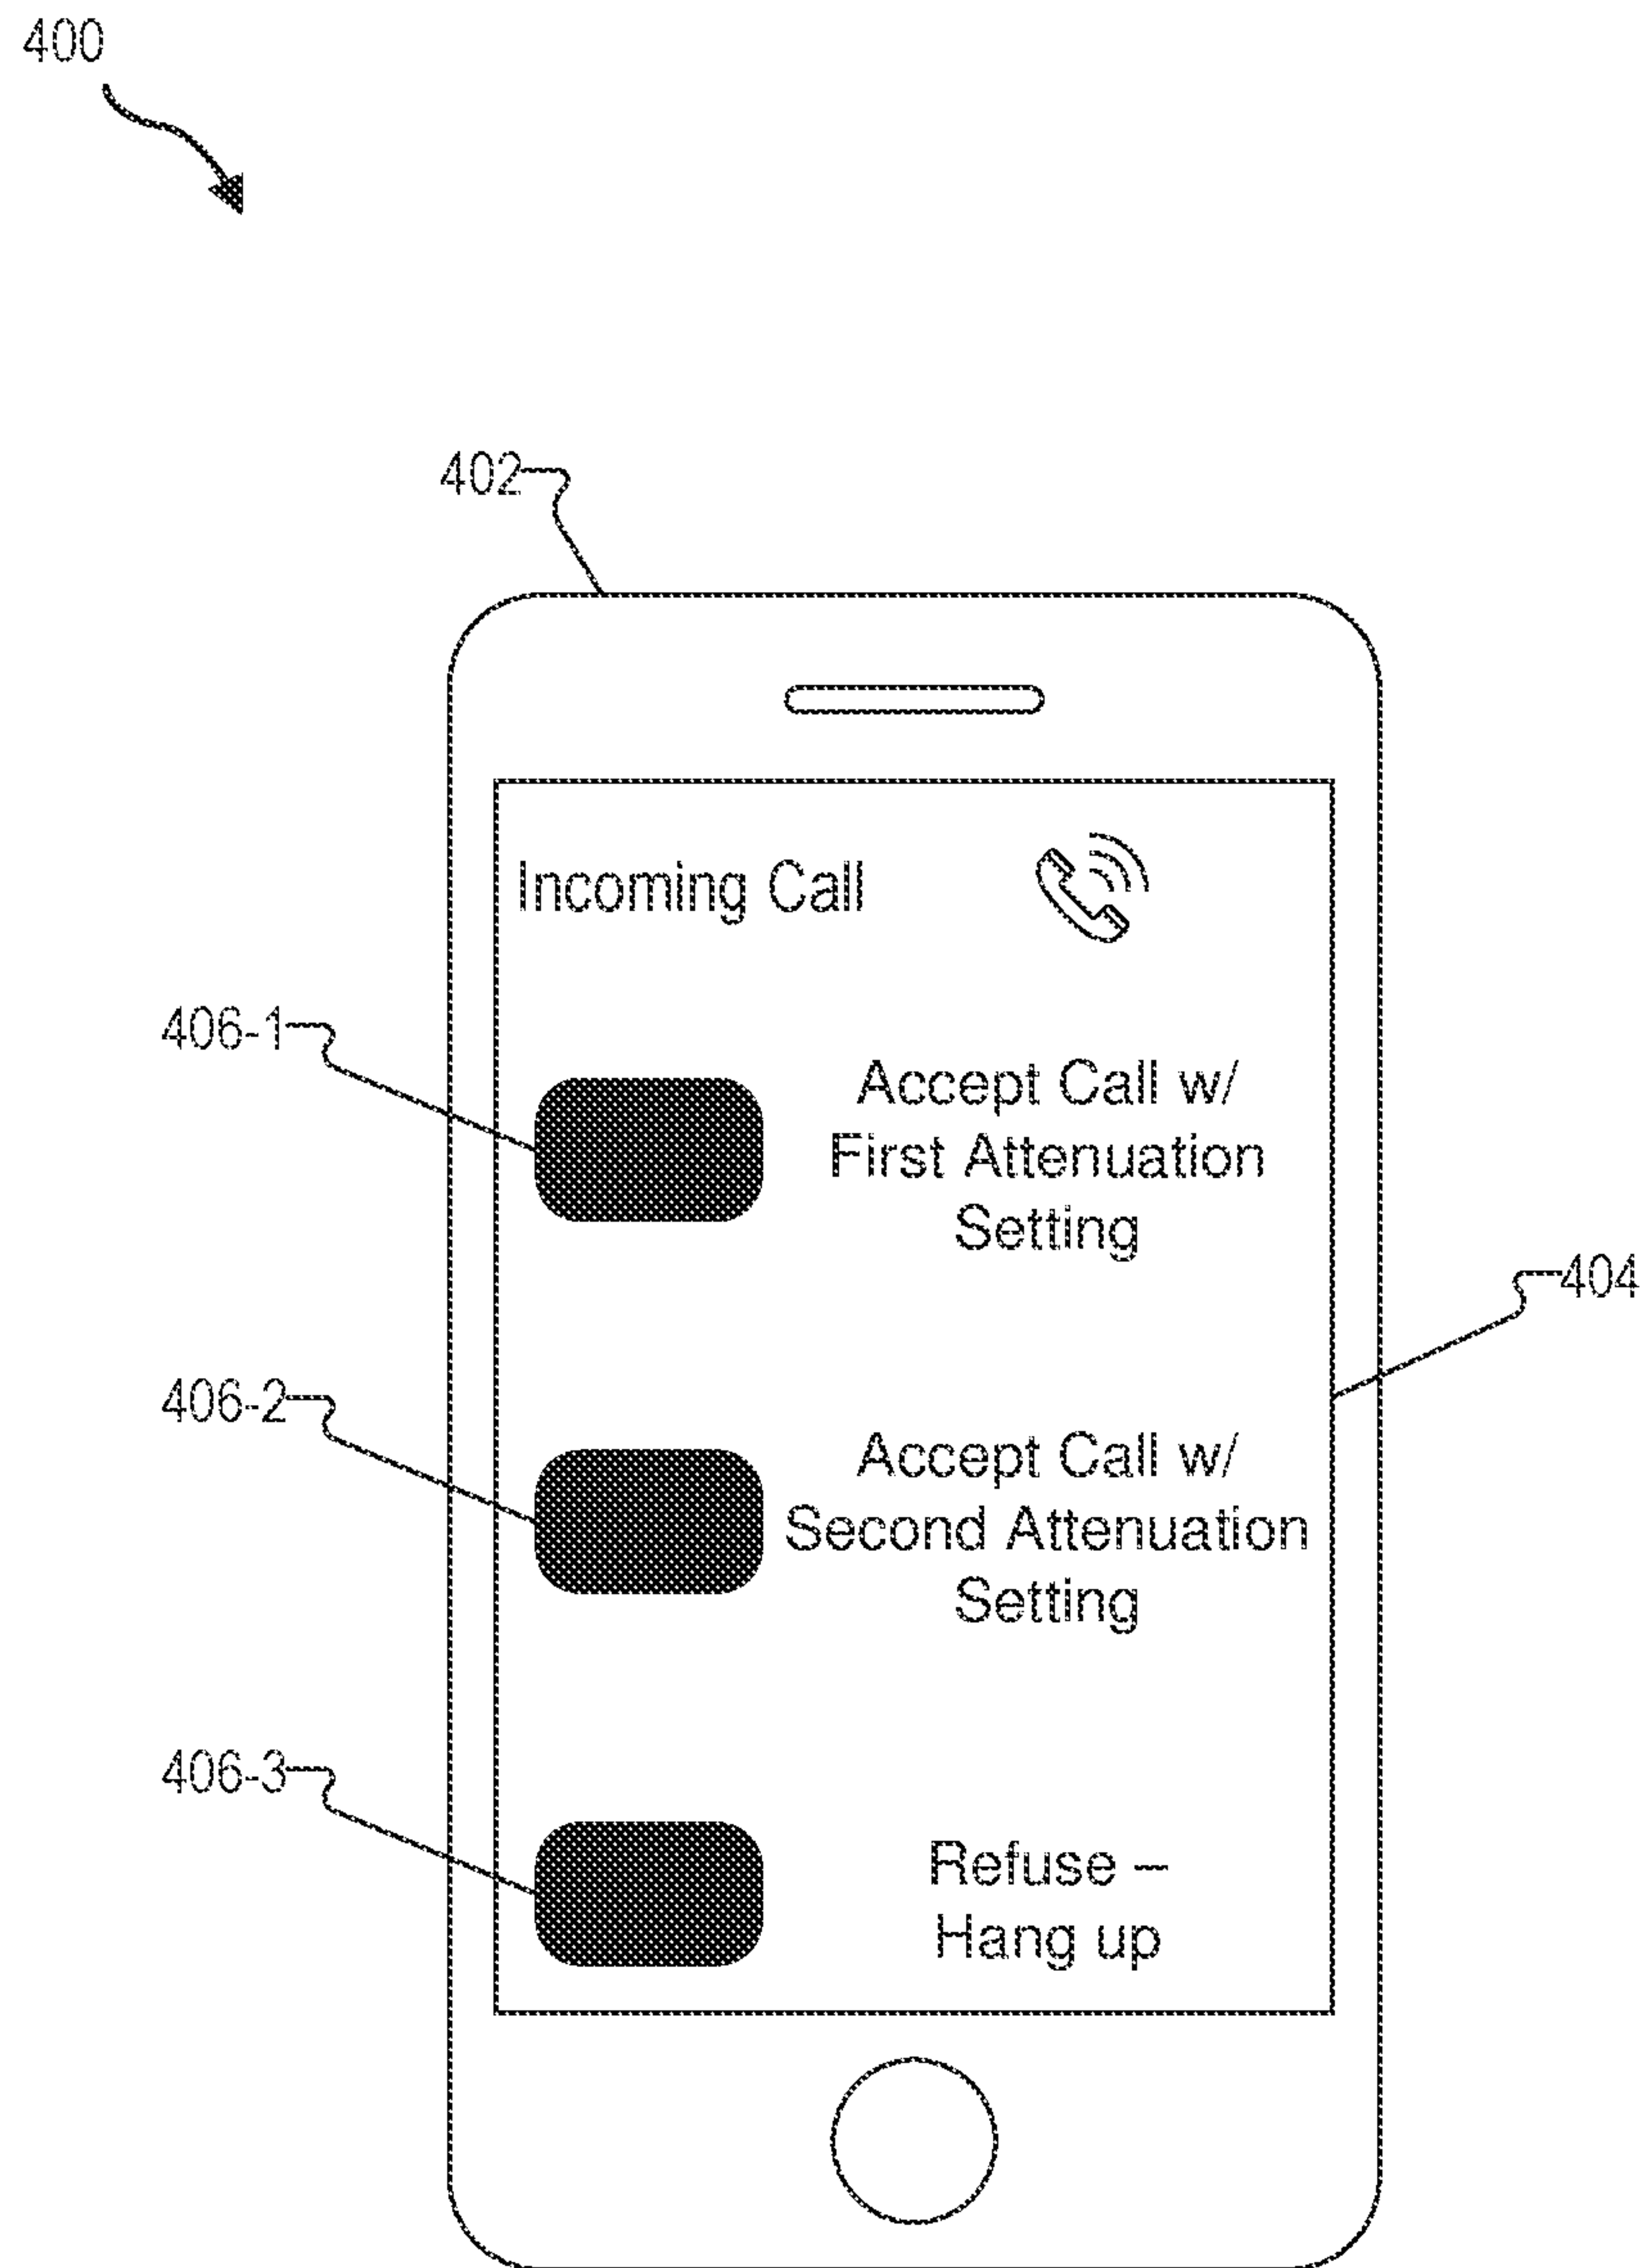 400
402
Incoming Call
406-1
Accept Call w/
First Attenuation
Setting
404
406-2
Accept Call w/
Second Attenuation
Setting
406-3
Refuse –
Hang up